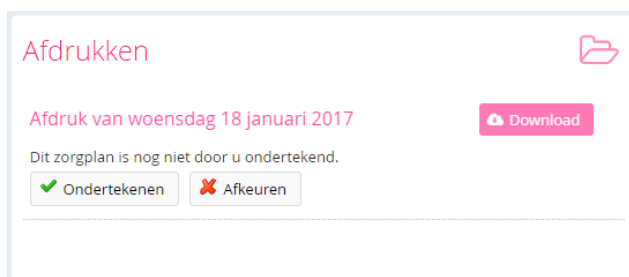 Afdrukken
Afdruk van woensdag 18 januari 2017
Download
Dit zorgplan is nog niet door u ondertekend.
Ondertekenen
Afkeuren